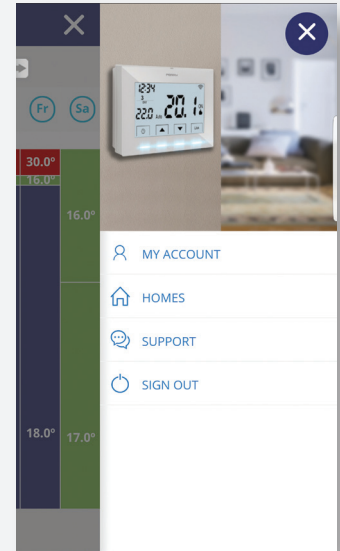 12:34
22.0
20.1
Fr
Sa
30.0°
16.0°
16.0°
18.0°
17.0°
MY ACCOUNT
HOMES
SUPPORT
SIGN OUT